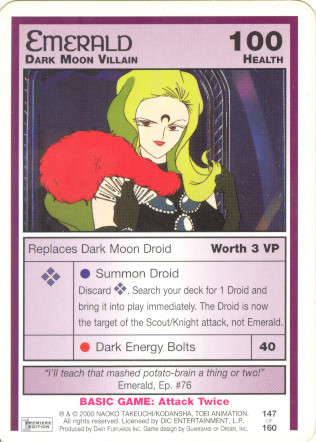 EMERALD 100
DARK MOON VILLAIN HEALTH
Replaces Dark Moon Droid Worth 3 VP
Summon Droid
Discard ❖. Search your deck for 1 Droid and
bring it into play immediately. The Droid is now
the target of the Scout/Knight attack, not Emerald.
Dark Energy Bolts 40
"I'll teach that mashed potato-brain a thing or two!"
Emerald, Ep. #76
BASIC GAME: Attack Twice
PREMIERE
EDITION
® & © 2000 NAOKO TAKEUCHI/KODANSHA, TOEI ANIMATION.
All rights reserved. Licensed by DIC ENTERTAINMENT, L.P.
PRODUCED BY DART FLIPCARDS INC. GAME DESIGN BY GUARDIANS OF ORDER, INC.
147
OF
160